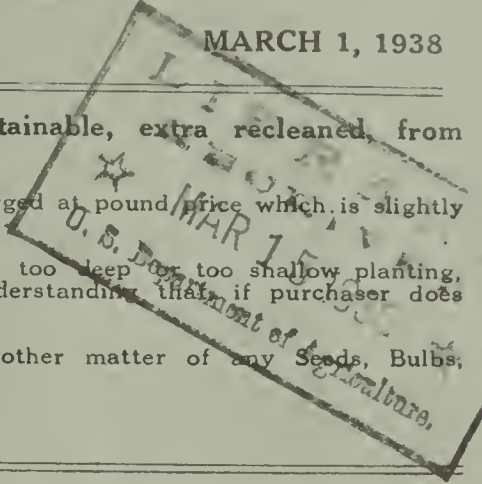 MARCH 1, 1938
tainable, extra recleaned, from
ged at pound price which is slightly
too deep or too shallow planting,
derstanding that, if purchaser does
other matter of any Seeds, Bulbs,
LIBRARY
MAR 15
U. S. Department of Agriculture.